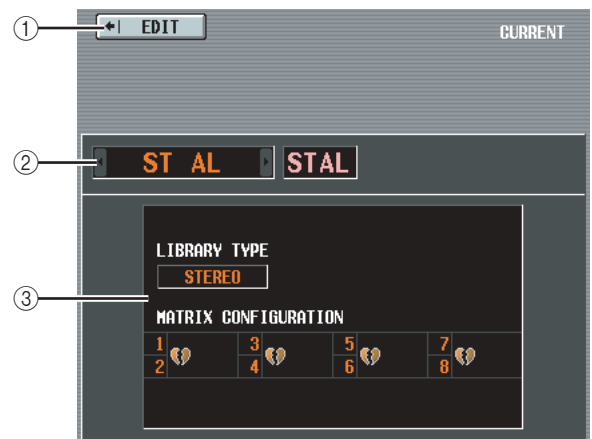 ① EDIT CURRENT
② ST AL STAL
LIBRARY TYPE
STEREO
③
MATRIX CONFIGURATION
1 3 5 7
2 4 6 8